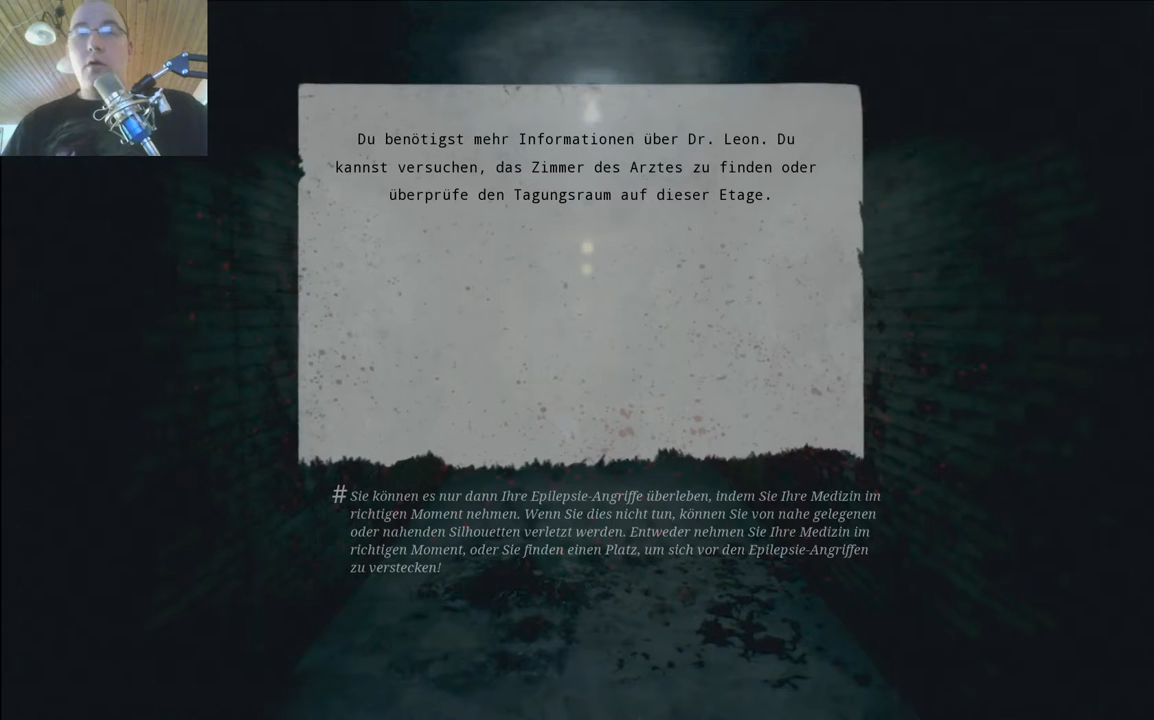 Du benötigst mehr Informationen über Dr. Leon. Du
kannst versuchen, das Zimmer des Arztes zu finden oder
überprüfe den Tagungsraum auf dieser Etage.
# Sie können es nur dann Ihre Epilepsie-Angriffe überleben, indem Sie Ihre Medizin im
richtigen Moment nehmen. Wenn Sie dies nicht tun, können Sie von nahe gelegenen
oder nahenden Silhouetten verletzt werden. Entweder nehmen Sie Ihre Medizin im
richtigen Moment, oder Sie finden einen Platz, um sich vor den Epilepsie-Angriffen
zu verstecken!